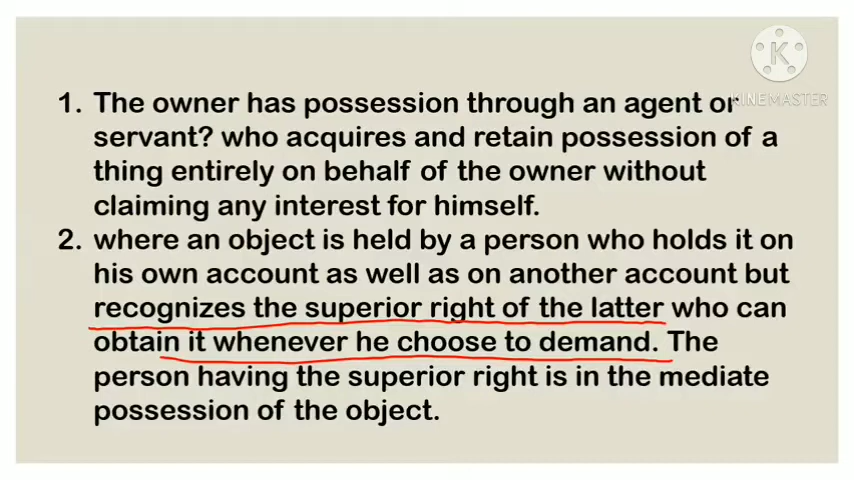 K
KINEMASTER
1. The owner has possession through an agent or
servant? who acquires and retain possession of a
thing entirely on behalf of the owner without
claiming any interest for himself.
2. where an object is held by a person who holds it on
his own account as well as on another account but
recognizes the superior right of the latter who can
obtain it whenever he choose to demand. The
person having the superior right is in the mediate
possession of the object.